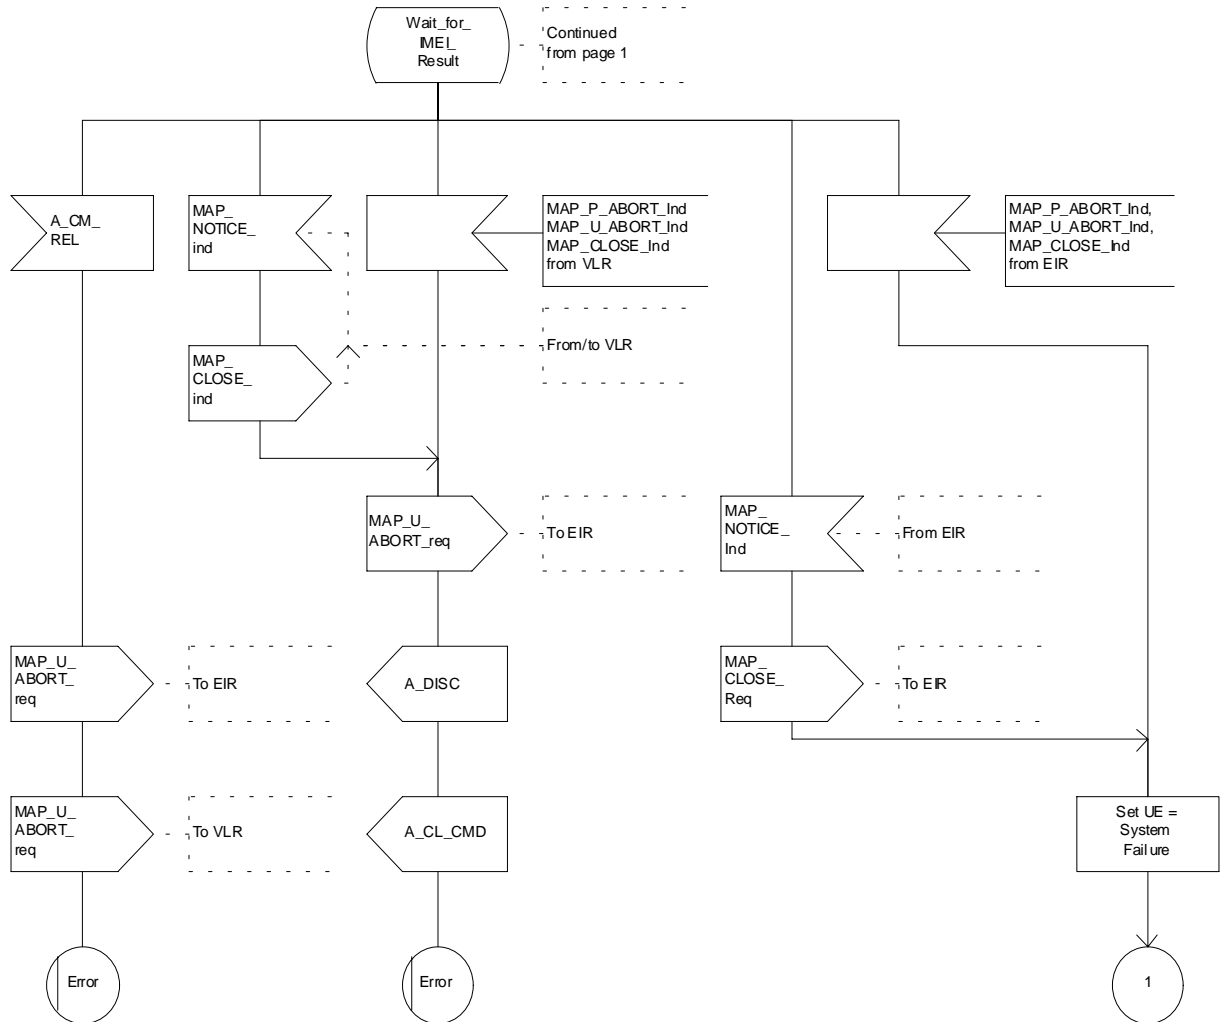 Wait_for_
IMEI_
Result
Continued
from page 1
A_CM_
REL
MAP_
NOTICE_
ind
MAP_P_ABORT_Ind
MAP_U_ABORT_Ind
MAP_CLOSE_Ind
from VLR
MAP_P_ABORT_Ind,
MAP_U_ABORT_Ind,
MAP_CLOSE_Ind
from EIR
MAP_
CLOSE_
ind
From/to VLR
MAP_U_
ABORT_req
To EIR
MAP_
NOTICE_
Ind
From EIR
MAP_U_
ABORT_
req
To EIR
A_DISC
MAP_
CLOSE_
Req
To EIR
MAP_U_
ABORT_
req
To VLR
A_CL_CMD
Set UE =
System
Failure
Error
Error
1